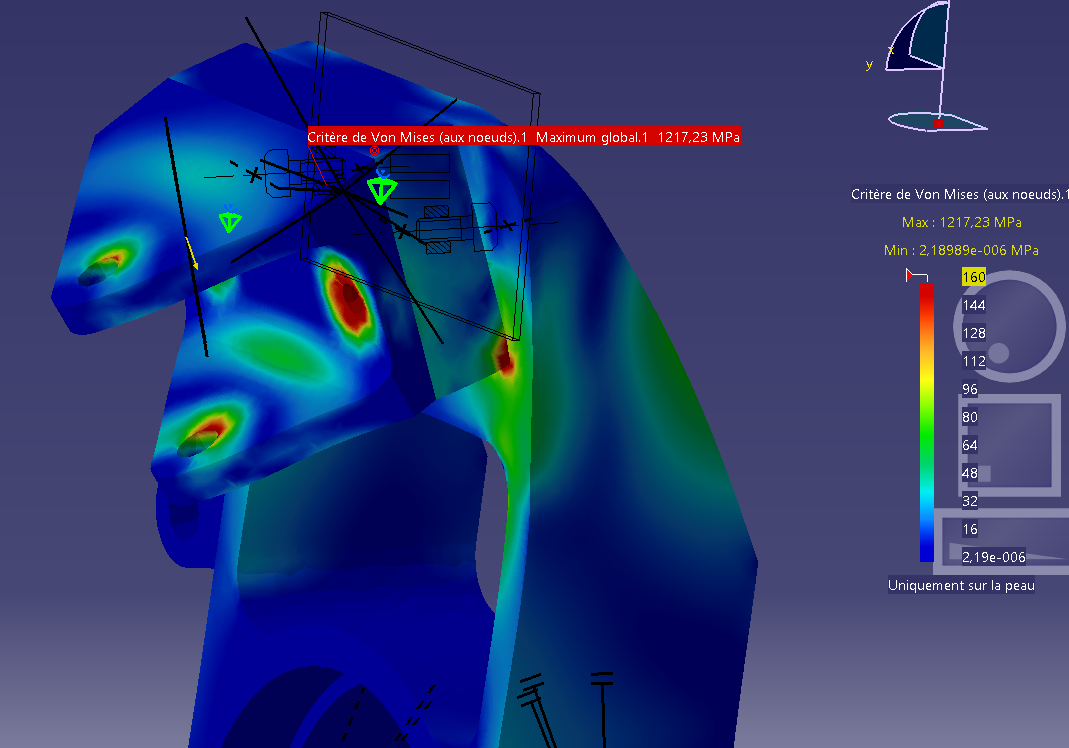 y
x
Critère de Von Mises (aux noeuds).1 Maximum global.1 1217,23 MPa
Critère de Von Mises (aux noeuds).1
Max : 1217,23 MPa
Min : 2,18989e-006 MPa
160
144
128
112
96
80
64
48
32
16
2,19e-006
Uniquement sur la peau